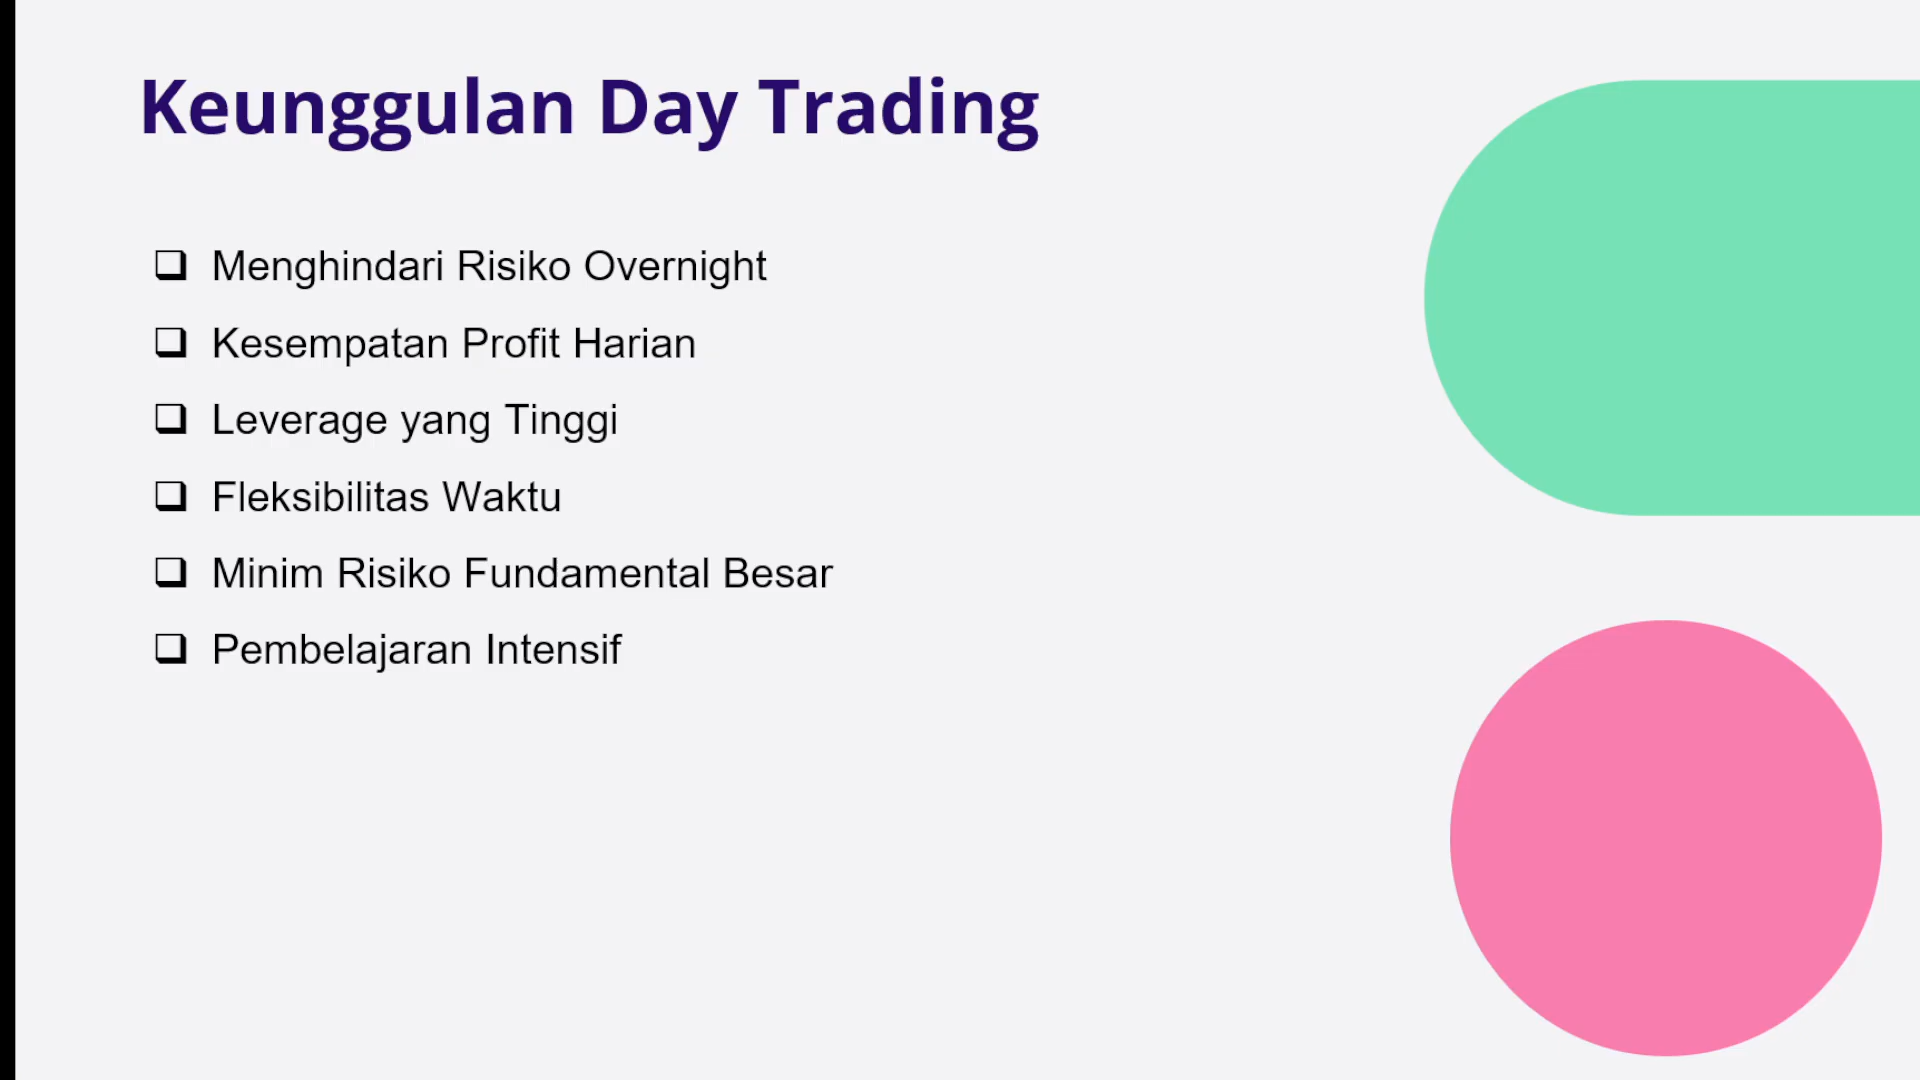 Keunggulan Day Trading
Menghindari Risiko Overnight
Kesempatan Profit Harian
Leverage yang Tinggi
Fleksibilitas Waktu
Minim Risiko Fundamental Besar
Pembelajaran Intensif